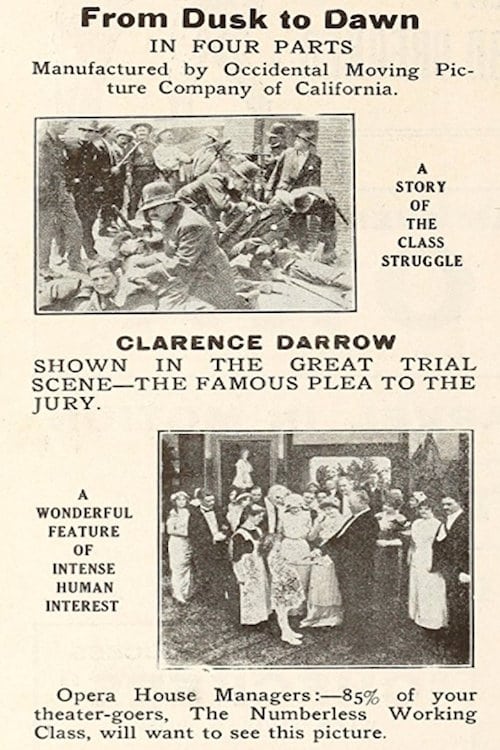 From Dusk to Dawn
IN FOUR PARTS
Manufactured by Occidental Moving Pic-
ture Company of California.
A
STORY
OF
THE
CLASS
STRUGGLE
CLARENCE DARROW
SHOWN IN THE GREAT TRIAL
SCENE—THE FAMOUS PLEA TO THE
JURY.
A
WONDERFUL
FEATURE
OF
INTENSE
HUMAN
INTEREST
Opera House Managers:—85% of your
theater-goers, The Numberless Working
Class, will want to see this picture.